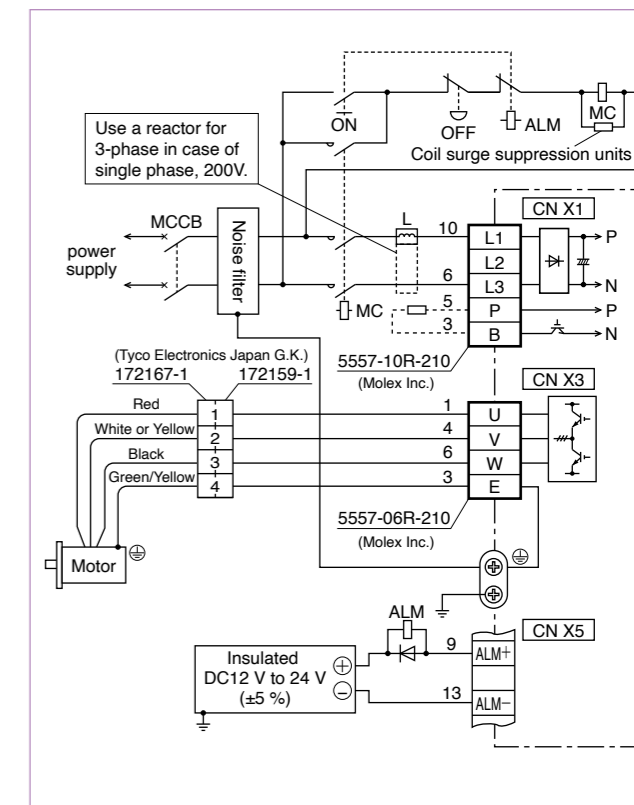 ON
OFF
ALM
MC
Coil surge suppression units
Use a reactor for
3-phase in case of
single phase, 200V.
MCCB
power
supply
Noise filter
L
MC
10
6
5
3
L1
L2
L3
P
B
CN X1
P
N
P
N
5557-10R-210
(Molex Inc.)
(Tyco Electronics Japan G.K.)
172167-1
172159-1
Red
White or Yellow
Black
Green/Yellow
1
2
3
4
1
4
6
3
U
V
W
E
CN X3
5557-06R-210
(Molex Inc.)
Motor
ALM
Insulated
DC12 V to 24 V
(±5 %)
+
−
9
13
ALM+
ALM−
CN X5